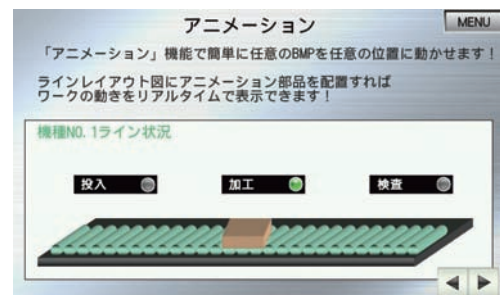 アニメーション
MENU
「アニメーション」機能で簡単に任意のBMPを任意の位置に動かせます！
ラインレイアウト図にアニメーション部品を配置すれば
ワークの動きをリアルタイムで表示できます！
機種NO.1ライン状況
投入
加工
検査